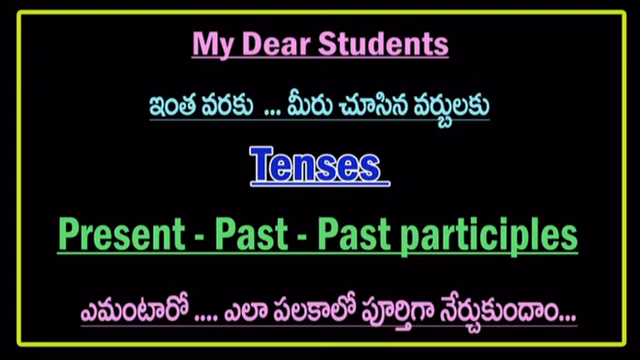 My Dear Students
ఇంత వరకు ... మీరు చూసిన వర్బులకు
Tenses
Present - Past - Past participles
ఎమంటారో .... ఎలా పలకాలో పూర్తిగా నేర్చుకుందాం...